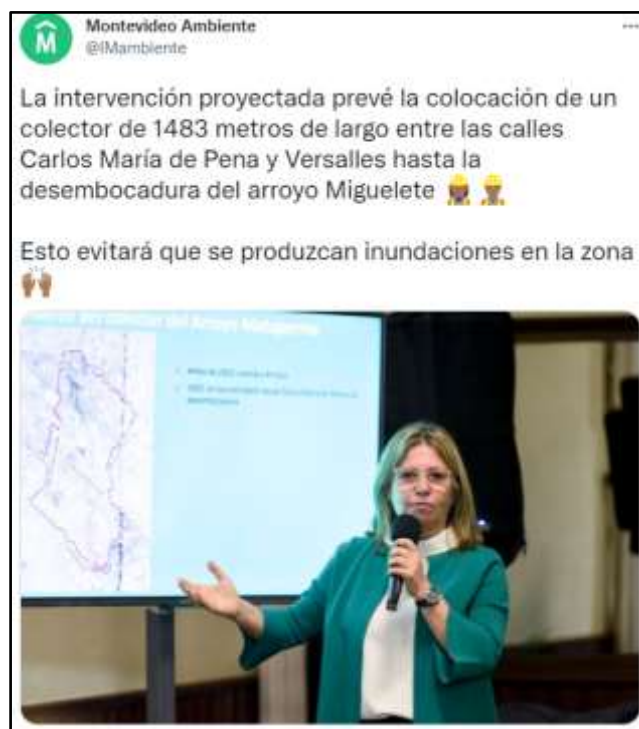 Montevideo Ambiente
@IMambiente
La intervención proyectada prevé la colocación de un
colector de 1483 metros de largo entre las calles
Carlos María de Pena y Versalles hasta la
desembocadura del arroyo Miguelete
Esto evitará que se produzcan inundaciones en la zona
del Arroyo